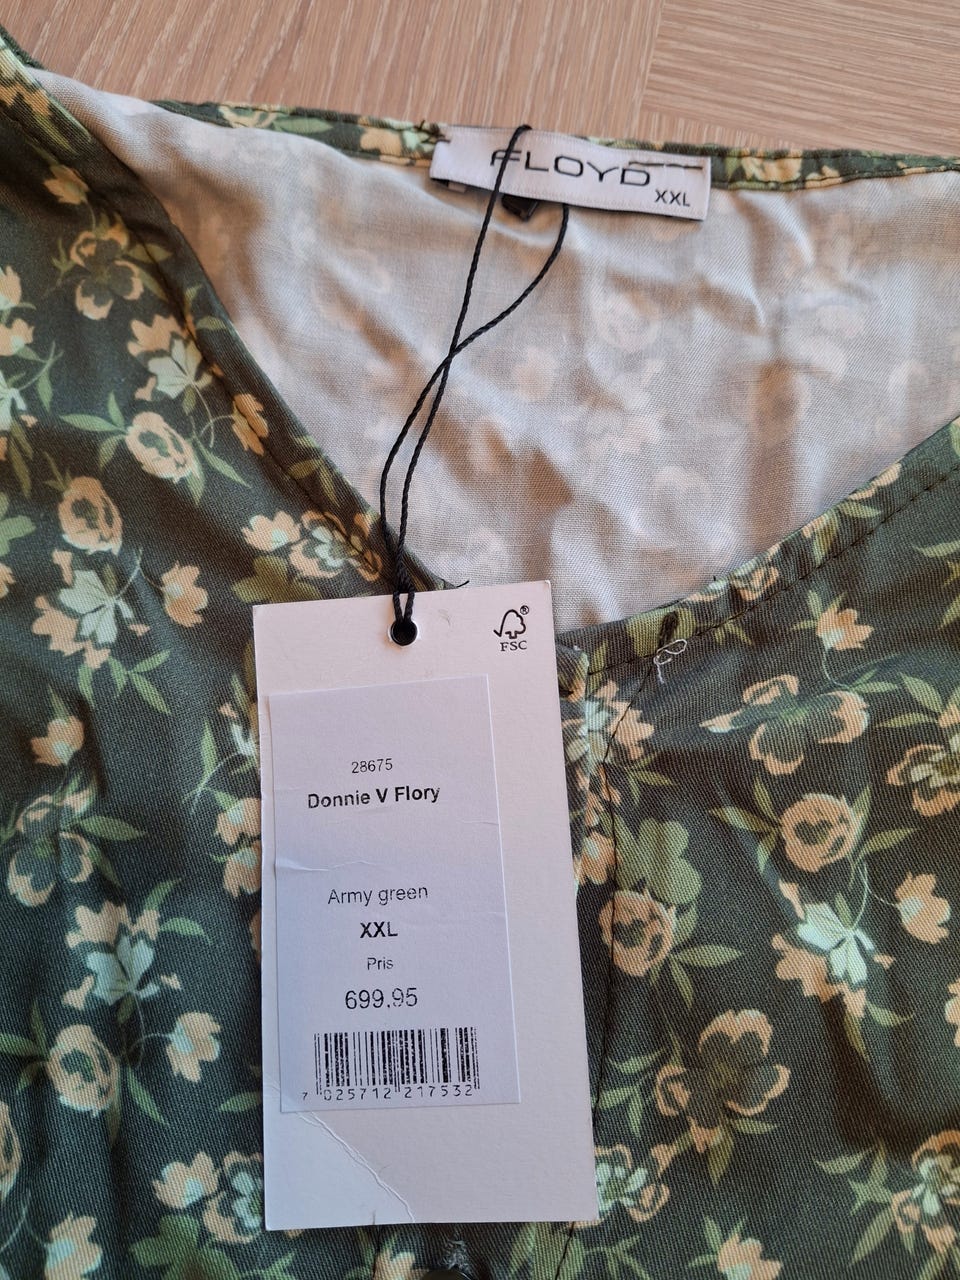 FLOYD
XXL
FSC
®
28675
Donnie V Flory
Army green
XXL
Pris
699.95
7 025712 217532